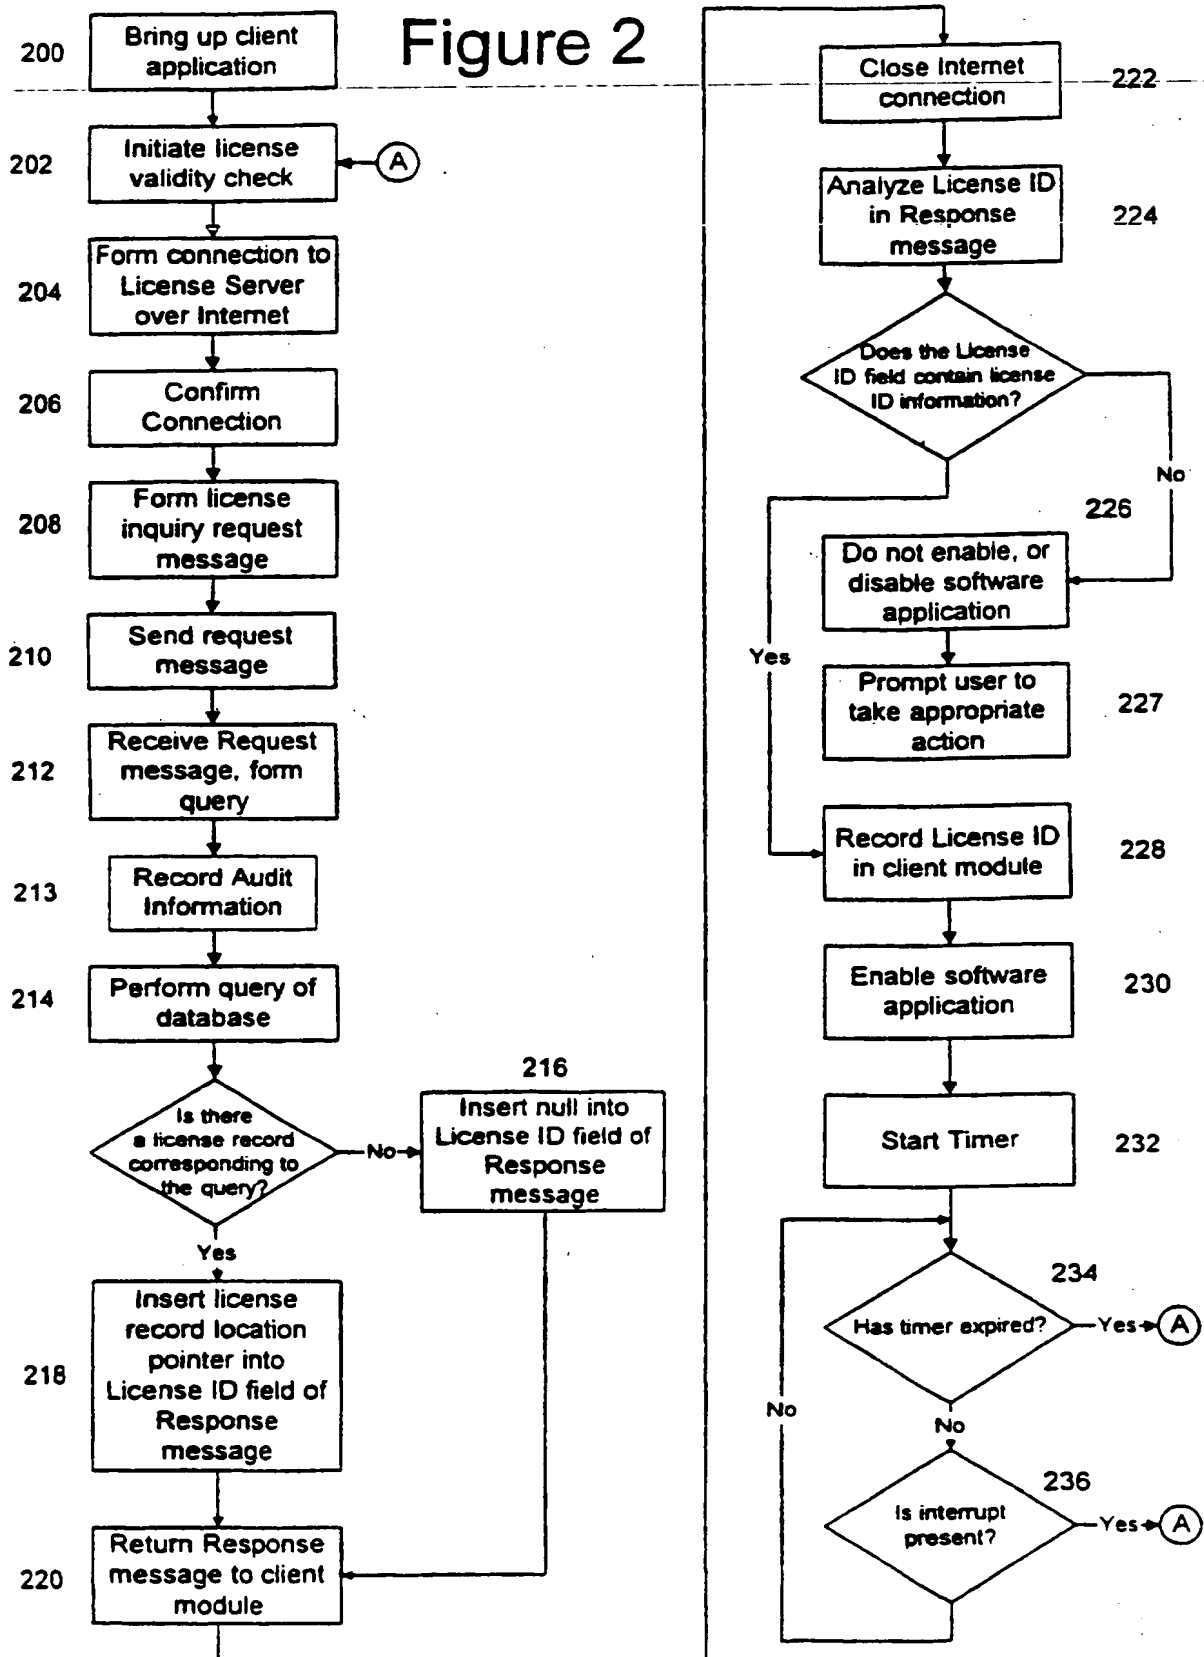 Figure 2
200
Bring up client
application
202
Initiate license
validity check
A
204
Form connection to
License Server
over Internet
206
Confirm
Connection
208
Form license
inquiry request
message
210
Send request
message
212
Receive Request
message, form
query
213
Record Audit
Information
214
Perform query of
database
Is there
a license record
corresponding to
the query?
No
216
Insert null into
License ID field of
Response
message
Yes
218
Insert license
record location
pointer into
License ID field of
Response
message
220
Return Response
message to client
module
Close Internet
connection
222
Analyze License ID
in Response
message
224
Does the License
ID field contain license
ID information?
No
226
Do not enable, or
disable software
application
Yes
Prompt user to
take appropriate
action
227
Record License ID
in client module
228
Enable software
application
230
Start Timer
232
234
Has timer expired?
Yes
A
No
No
236
Is interrupt
present?
Yes
A